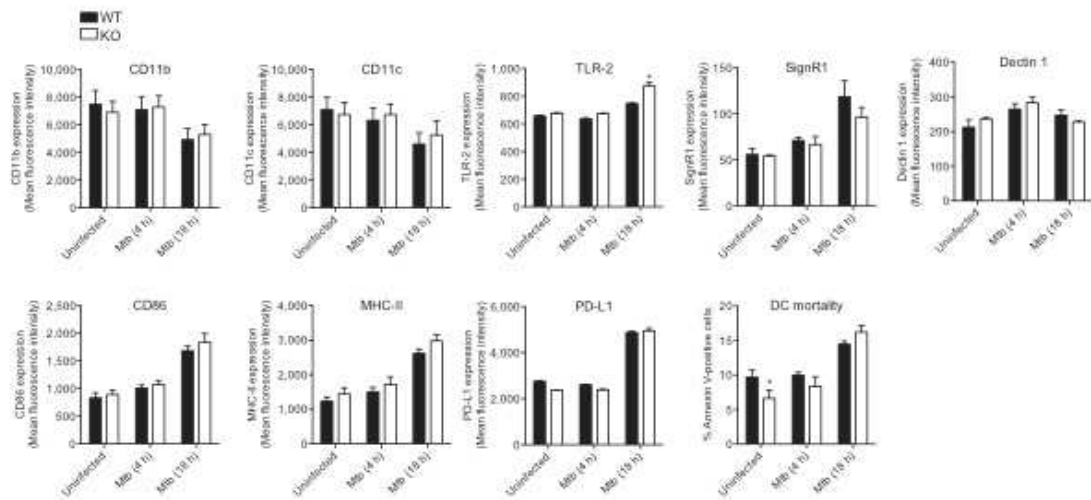 WT
KO
CD11b
CD11b expression
(Mean fluorescence intensity)
10,000
8,000
6,000
4,000
2,000
0
Uninfected
Mtb (4 h)
Mtb (18 h)
CD11c
CD11c expression
(Mean fluorescence intensity)
10,000
8,000
6,000
4,000
2,000
0
Uninfected
Mtb (4 h)
Mtb (18 h)
TLR-2
TLR-2 expression
(Mean fluorescence intensity)
1,000
800
600
400
200
0
*
Uninfected
Mtb (4 h)
Mtb (18 h)
SignR1
SignR1 expression
(Mean fluorescence intensity)
150
100
50
0
Uninfected
Mtb (4 h)
Mtb (18 h)
Dectin 1
Dectin 1 expression
(Mean fluorescence intensity)
400
300
200
100
0
Uninfected
Mtb (4 h)
Mtb (18 h)
CD86
CD86 expression
(Mean fluorescence intensity)
2,500
2,000
1,500
1,000
500
0
Uninfected
Mtb (4 h)
Mtb (18 h)
MHC-II
MHC-II expression
(Mean fluorescence intensity)
4,000
3,000
2,000
1,000
0
Uninfected
Mtb (4 h)
Mtb (18 h)
PD-L1
PD-L1 expression
(Mean fluorescence intensity)
6,000
4,000
2,000
0
Uninfected
Mtb (4 h)
Mtb (18 h)
DC mortality
% Annexin V-positive cells
20
15
10
5
0
*
Uninfected
Mtb (4 h)
Mtb (18 h)